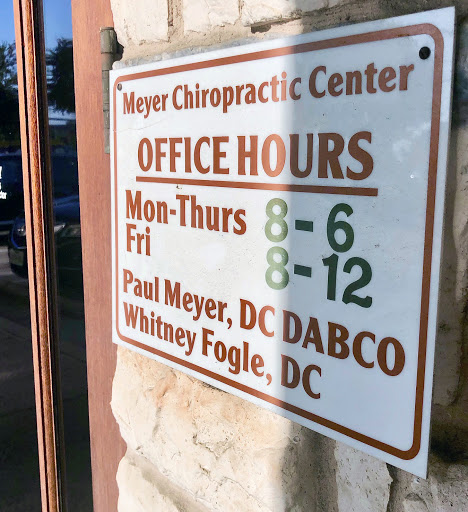 Meyer Chiropractic Center
OFFICE HOURS
Mon-Thurs 8-6
Fri 8-12
Paul Meyer, DC DABCO
Whitney Fogle, DC